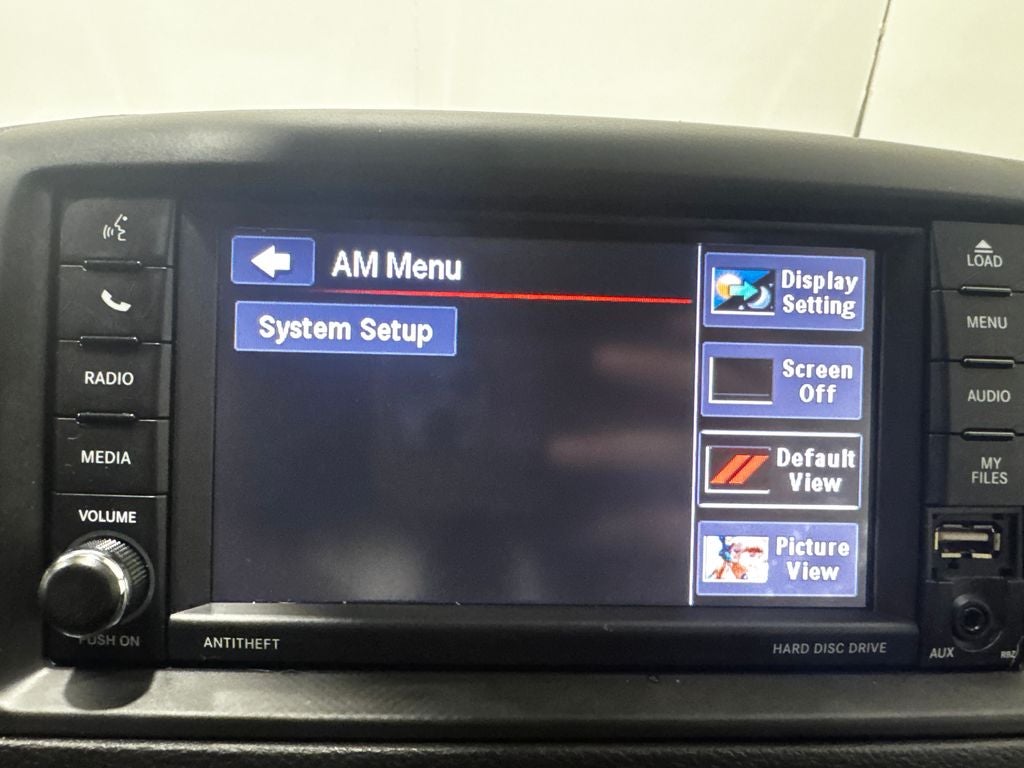 AM Menu
System Setup
Display
Setting
Screen
Off
Default
View
Picture
View
RADIO
MEDIA
VOLUME
PUSH ON
ANTITHEFT
HARD DISC DRIVE
LOAD
MENU
AUDIO
MY
FILES
AUX
RBZ